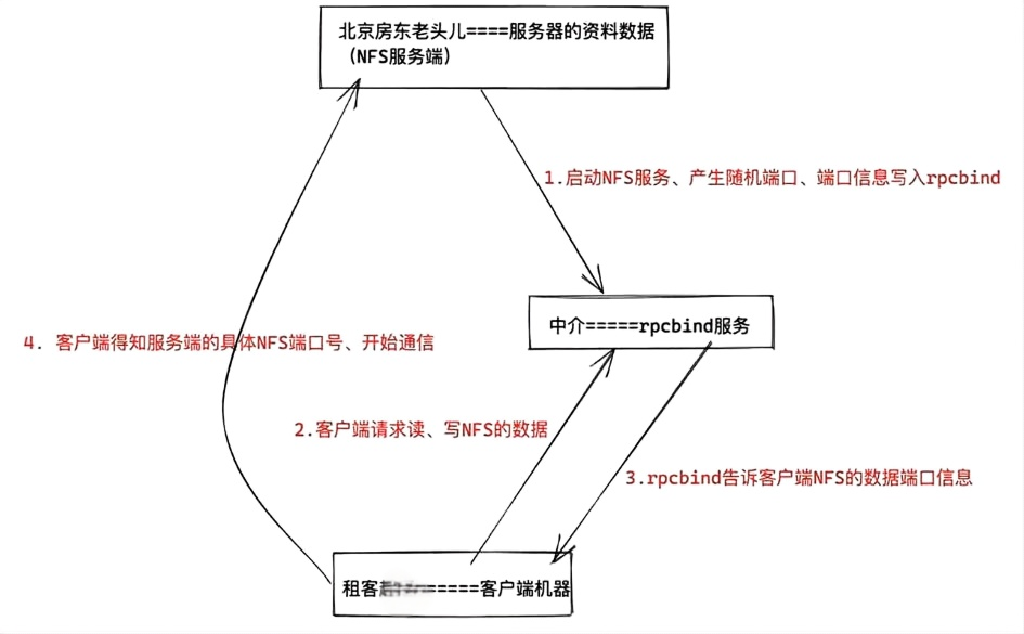 北京房东老头儿====服务器的资料数据
（NFS服务端）
1.启动NFS服务、产生随机端口、端口信息写入rpcbind
中介=====rpcbind服务
4. 客户端得知服务端的具体NFS端口号、开始通信
2.客户端请求读、写NFS的数据
3.rpcbind告诉客户端NFS的数据端口信息
租客=====客户端机器